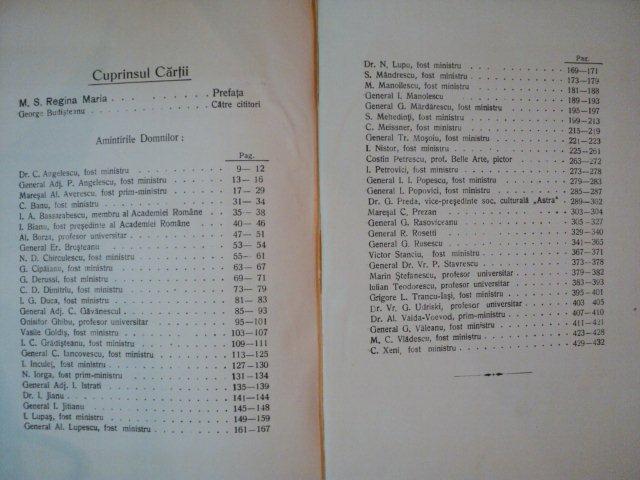 Cuprinsul Cărții
M. S. Regina Maria . . . . . . . . . . Prefața
George Budișteanu . . . . . . . . . . Către cititori
Amintirile Domnilor :
Pag.
Dr. C. Angelescu, fost ministru . . . . . . 9— 12
General Adj. P. Angelescu, fost ministru . . . . . . 13— 16
Mareșal Al. Averescu, fost prim-ministru . . . . . . 17— 29
C. Banu, fost ministru . . . . . . 31— 34
I. A. Bassarabescu, membru al Academiei Române . . . 35— 38
I. Bianu, fost președinte al Academiei Române . . . 40— 46
Al. Borza, profesor universitar . . . . . . 47— 51
General Er. Brușteanu . . . . . . 53— 54
N. D. Chirculescu, fost ministru . . . . . . 55— 61
G. Cipăianu, fost ministru . . . . . . 63— 67
G. Derussi, fost ministru . . . . . . 69— 71
C. D. Dimitriu, fost ministru . . . . . . 73— 79
I. G. Duca, fost ministru . . . . . . 81— 83
General Adj. C. Găvănescul . . . . . . 85— 93
Onisifor Ghibu, profesor universitar . . . . . . 95—101
Vasile Goldiș, fost ministru . . . . . . 103—107
I. C. Grădișteanu, fost ministru . . . . . . 109—111
General C. Iancovescu, fost ministru . . . . . . 113—125
I. Inculeț, fost ministru . . . . . . 127—130
N. Iorga, fost prim-ministru . . . . . . 131—134
General Adj. I. Istrati . . . . . . 135—139
Dr. I. Jianu . . . . . . 141—144
General I. Jitianu . . . . . . 145—148
I. Lupaș, fost ministru . . . . . . 149—159
General Al. Lupescu, fost ministru . . . . . . 161—167
Pag.
Dr. N. Lupu, fost ministru . . . . . . 169—171
S. Mândrescu, fost ministru . . . . . . 173—179
M. Manoilescu, fost ministru . . . . . . 181—188
General I. Manolescu . . . . . . 189—193
General G. Mărdărescu, fost ministru . . . . . . 195—197
S. Mehedinți, fost ministru . . . . . . 199—213
C. Meissner, fost ministru . . . . . . 215—219
General Tr. Moșoiu, fost ministru . . . . . . 221—223
I. Nistor, fost ministru . . . . . . 225—261
Costin Petrescu, prof. Belle Arte, pictor . . . . . . 263—272
I. Petrovici, fost ministru . . . . . . 273—278
General I. I. Popescu, fost ministru . . . . . . 279—283
General I. Popovici, fost ministru . . . . . . 285—287
Dr. G. Preda, vice-președinte soc. culturală „Astra“ . . . 289—302
Mareșal C. Prezan . . . . . . 303—304
General G. Rasoviceanu . . . . . . 305—327
General R. Rosetti . . . . . . 329—340
General G. Rusescu . . . . . . 341—365
Victor Stanciu, fost ministru . . . . . . 367—371
General Dr. Vr. P. Stavrescu . . . . . . 373—378
Marin Ștefanescu, profesor universitar . . . . . . 379—382
Iulian Teodorescu, profesor universitar . . . . . . 383—393
Grigore L. Trancu-Iași, fost ministru . . . . . . 395—401
Dr. Vr. G. Udriski, profesor universitar . . . . . . 403—405
Dr. Al. Vaida-Voevod, prim-ministru . . . . . . 407—410
General G. Văleanu, fost ministru . . . . . . 411—421
M. C. Vlădescu, fost ministru . . . . . . 423—428
C. Xeni, fost ministru . . . . . . 429—432